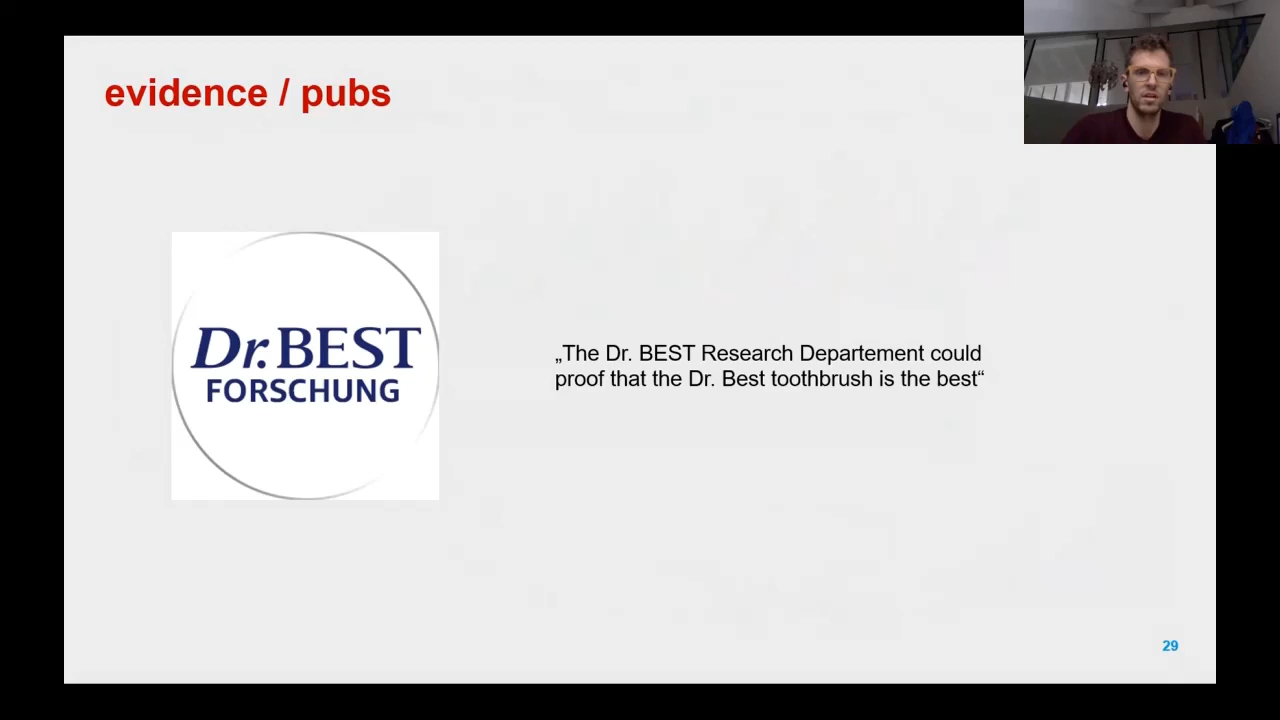 evidence / pubs
Dr.BEST
FORSCHUNG
„The Dr. BEST Research Departement could
proof that the Dr. Best toothbrush is the best“
29